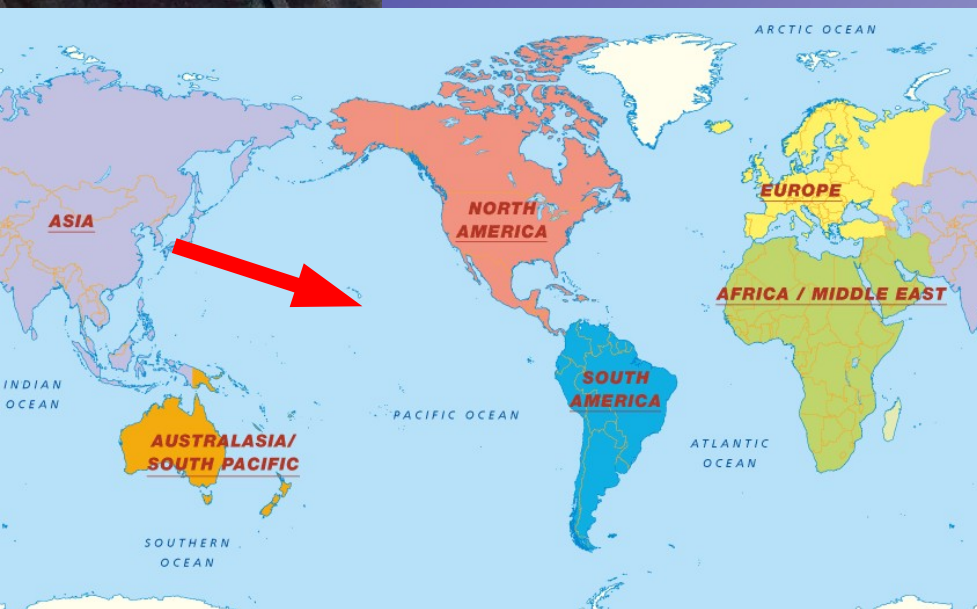 ARCTIC OCEAN
EUROPE
ASIA
NORTH
AMERICA
AFRICA / MIDDLE EAST
SOUTH
AMERICA
INDIAN
OCEAN
PACIFIC OCEAN
AUSTRALASIA/
SOUTH PACIFIC
ATLANTIC
OCEAN
SOUTHERN
OCEAN